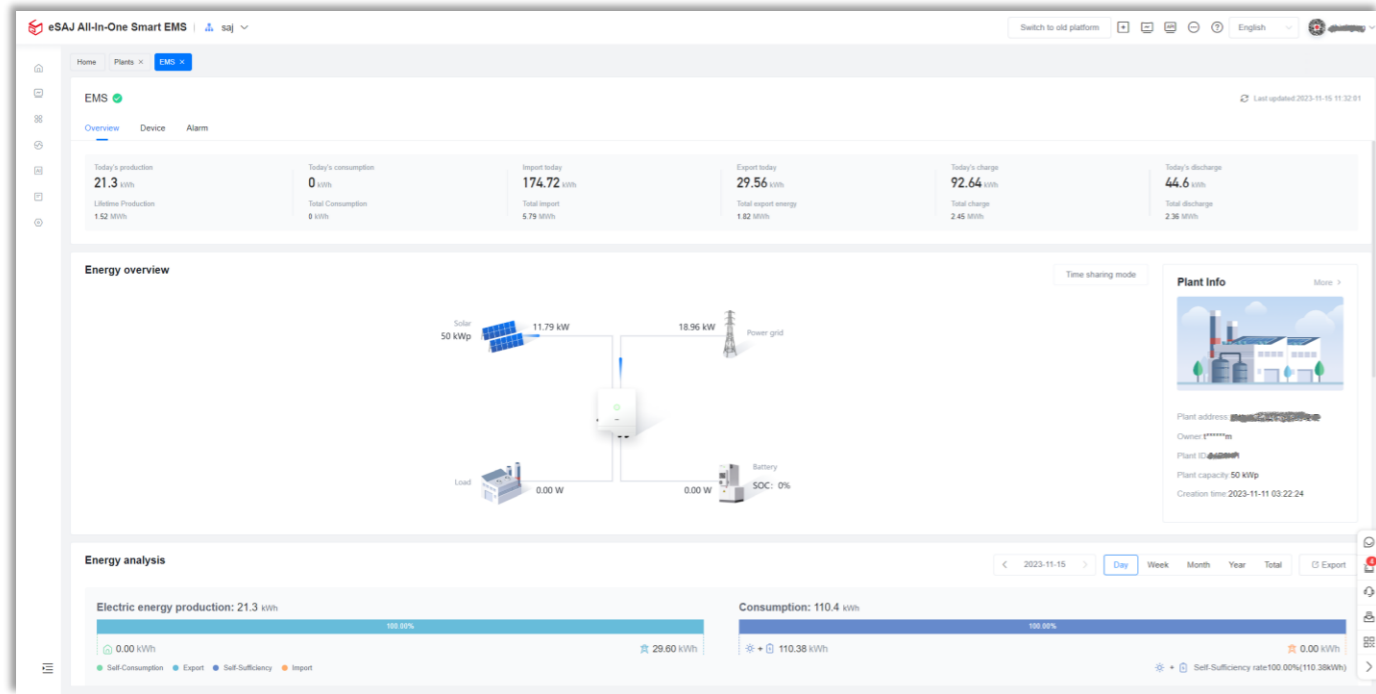 eSAJ All-In-One Smart EMS saj Switch to old platform API English
Home Plants × EMS ×
EMS Last updated:2023-11-15 11:32:01
Overview Device Alarm
Today's production Today's consumption Import today Export today Today's charge Today's discharge
21.3 kWh 0 kWh 174.72 kWh 29.56 kWh 92.64 kWh 44.6 kWh
Lifetime Production Total Consumption Total import Total export energy Total charge Total discharge
1.52 MWh 0 kWh 5.79 MWh 1.82 MWh 2.45 MWh 2.36 MWh
Energy overview Time sharing mode
Solar
50 kWp
11.79 kW 18.96 kW Power grid
Load 0.00 W 0.00 W Battery
SOC: 0%
Plant Info More >
Plant address:
Owner:t******m
Plant ID:
Plant capacity:50 kWp
Creation time:2023-11-11 03:22:24
Energy analysis < 2023-11-15 > Day Week Month Year Total Export
4
Electric energy production: 21.3 kWh Consumption: 110.4 kWh
100.00% 100.00%
0.00 kWh 29.60 kWh + 110.38 kWh 0.00 kWh
Self-Consumption Export Self-Sufficiency Import + Self-Sufficiency rate100.00%(110.38kWh)